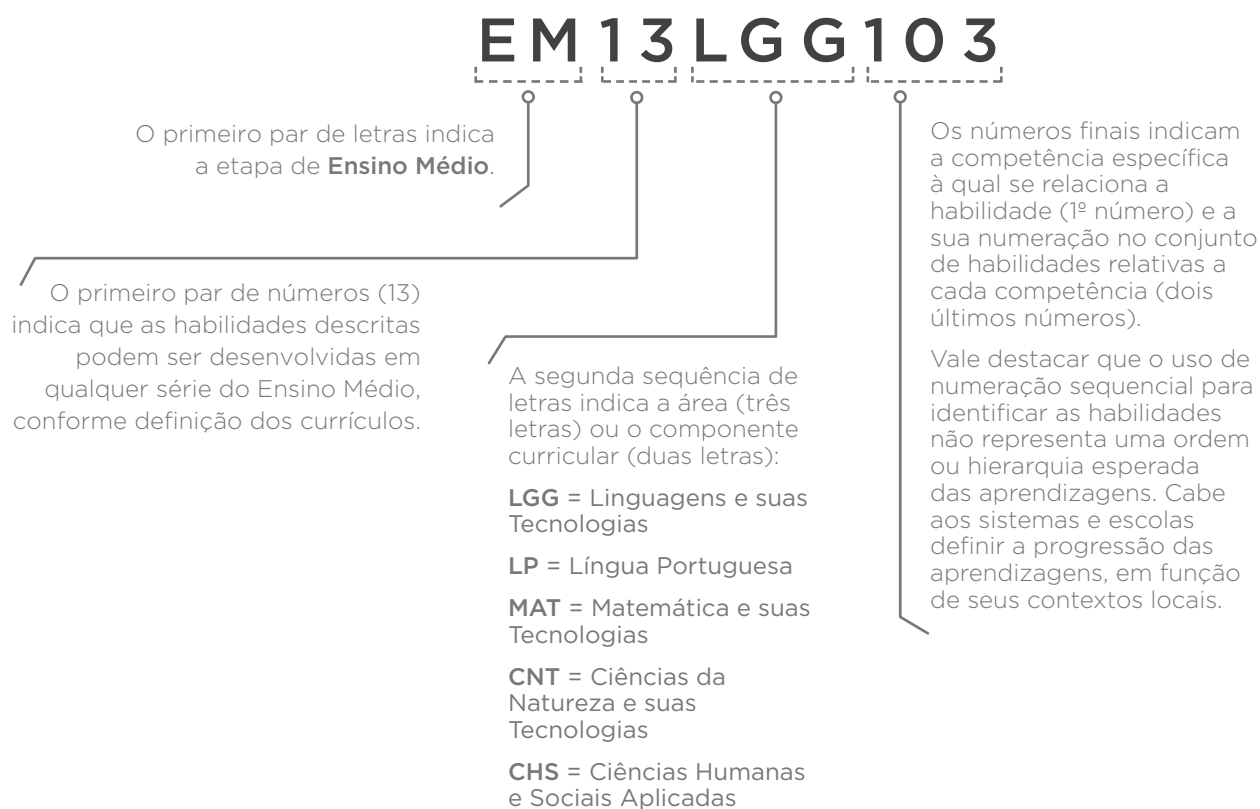 EM13LGG103
O primeiro par de letras indica
a etapa de Ensino Médio.
O primeiro par de números (13)
indica que as habilidades descritas
podem ser desenvolvidas em
qualquer série do Ensino Médio,
conforme definição dos currículos.
A segunda sequência de
letras indica a área (três
letras) ou o componente
curricular (duas letras):
LGG = Linguagens e suas
Tecnologias
LP = Língua Portuguesa
MAT = Matemática e suas
Tecnologias
CNT = Ciências da
Natureza e suas
Tecnologias
CHS = Ciências Humanas
e Sociais Aplicadas
Os números finais indicam
a competência específica
à qual se relaciona a
habilidade (1º número) e a
sua numeração no conjunto
de habilidades relativas a
cada competência (dois
últimos números).
Vale destacar que o uso de
numeração sequencial para
identificar as habilidades
não representa uma ordem
ou hierarquia esperada
das aprendizagens. Cabe
aos sistemas e escolas
definir a progressão das
aprendizagens, em função
de seus contextos locais.